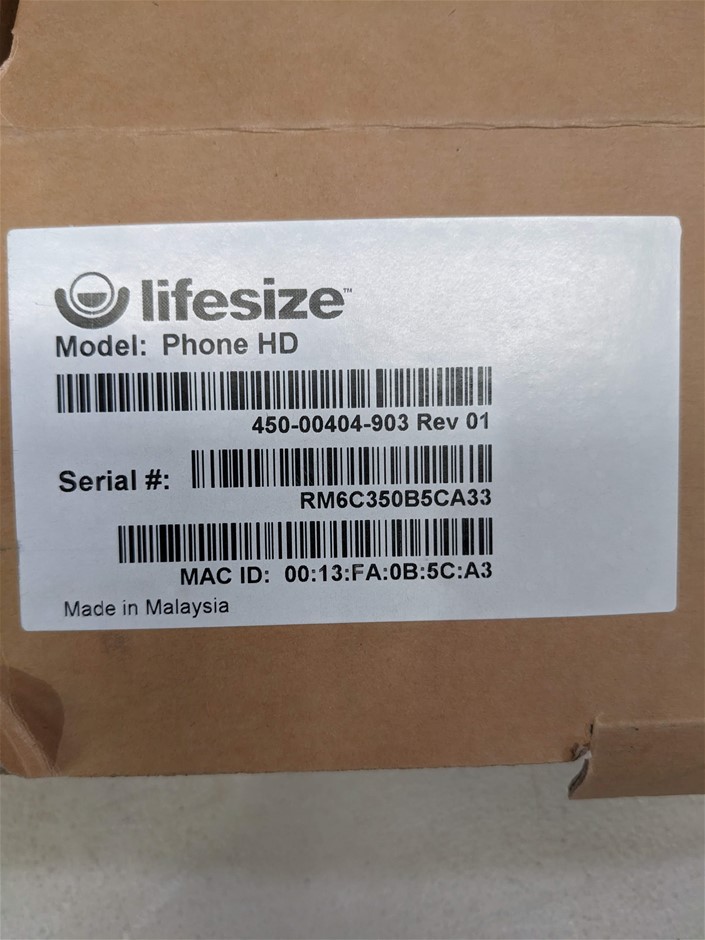 lifesize™
Model: Phone HD
450-00404-903 Rev 01
Serial #:
RM6C350B5CA33
MAC ID: 00:13:FA:0B:5C:A3
Made in Malaysia